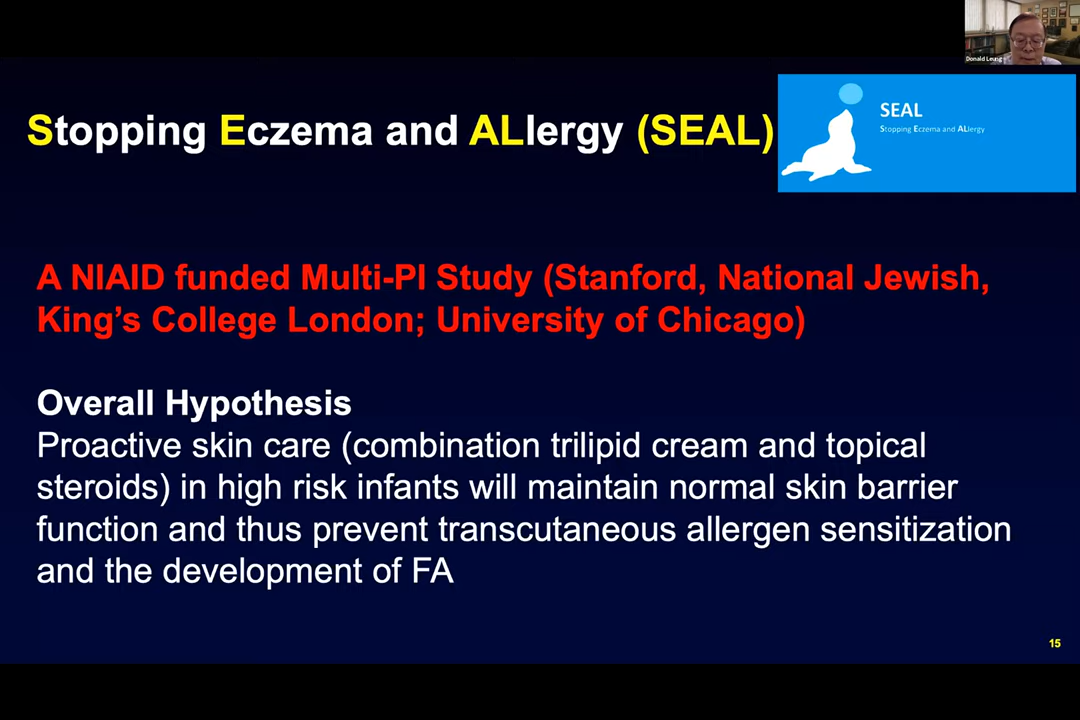 Donald Leung
Stopping Eczema and ALlergy (SEAL)
SEAL
Stopping Eczema and ALlergy
A NIAID funded Multi-PI Study (Stanford, National Jewish,
King's College London; University of Chicago)
Overall Hypothesis
Proactive skin care (combination trilipid cream and topical
steroids) in high risk infants will maintain normal skin barrier
function and thus prevent transcutaneous allergen sensitization
and the development of FA
15